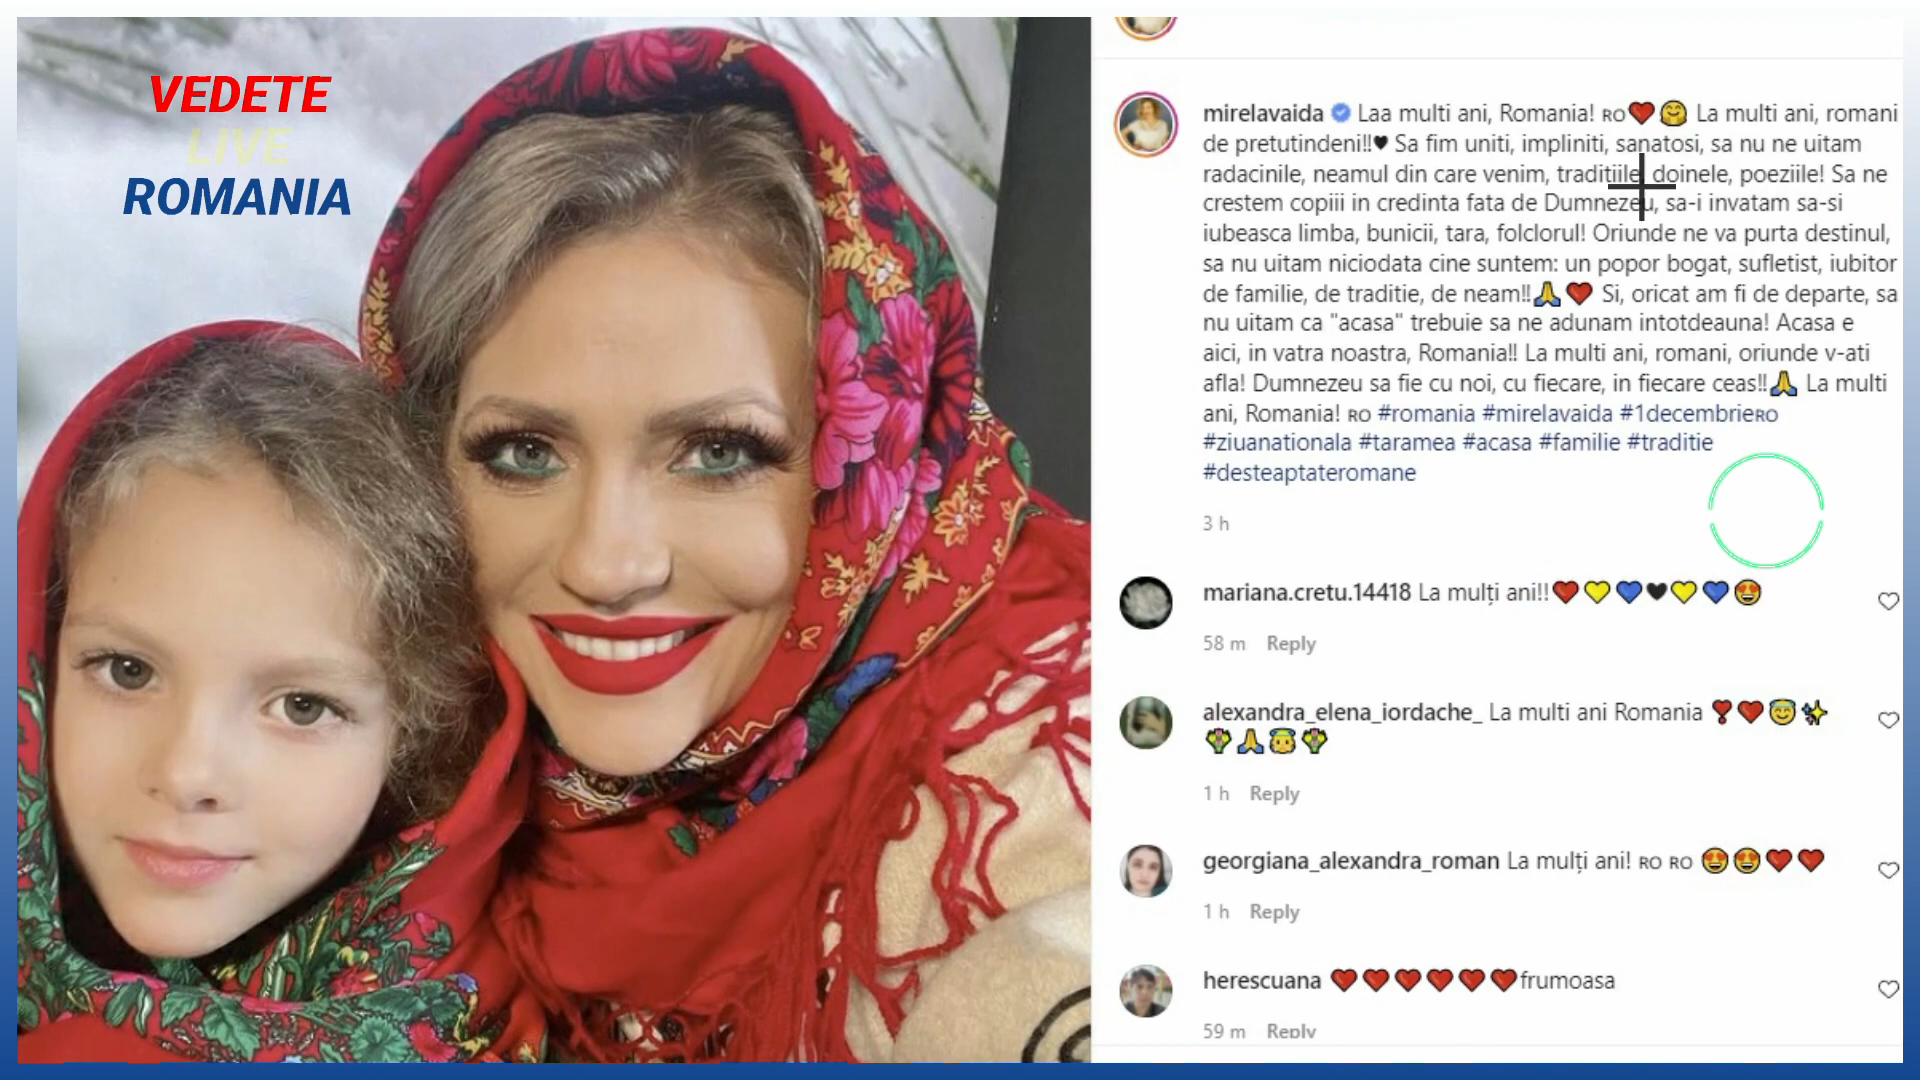 VEDETE
LIVE
ROMANIA
mirelavaida Laa multi ani, Romania! RO❤️🤗 La multi ani, romani
de pretutindeni!!♥ Sa fim uniti, impliniti, sanatosi, sa nu ne uitam
radacinile, neamul din care venim, traditiile, doinele, poeziile! Sa ne
crestem copiii in credinta fata de Dumnezeu, sa-i invatam sa-si
iubeasca limba, bunicii, tara, folclorul! Oriunde ne va purta destinul,
sa nu uitam niciodata cine suntem: un popor bogat, sufletist, iubitor
de familie, de traditie, de neam!!🙏❤️ Si, oricat am fi de departe, sa
nu uitam ca "acasa" trebuie sa ne adunam intotdeauna! Acasa e
aici, in vatra noastra, Romania!! La multi ani, romani, oriunde v-ati
afla! Dumnezeu sa fie cu noi, cu fiecare, in fiecare ceas!!🙏 La multi
ani, Romania! RO #romania #mirelavaida #1decembrieRO
#ziuanationala #taramea #acasa #familie #traditie
#desteaptateromane
3 h
mariana.cretu.14418 La mulți ani!!❤️💛💙🖤💛💙😍
58 m Reply
alexandra_elena_iordache_ La multi ani Romania ❣️❤️😇✨
💐🙏😇💐
1 h Reply
georgiana_alexandra_roman La mulți ani! RO RO 😍😍❤️❤️
1 h Reply
herescuana ❤️❤️❤️❤️❤️❤️frumoasa
59 m Reply